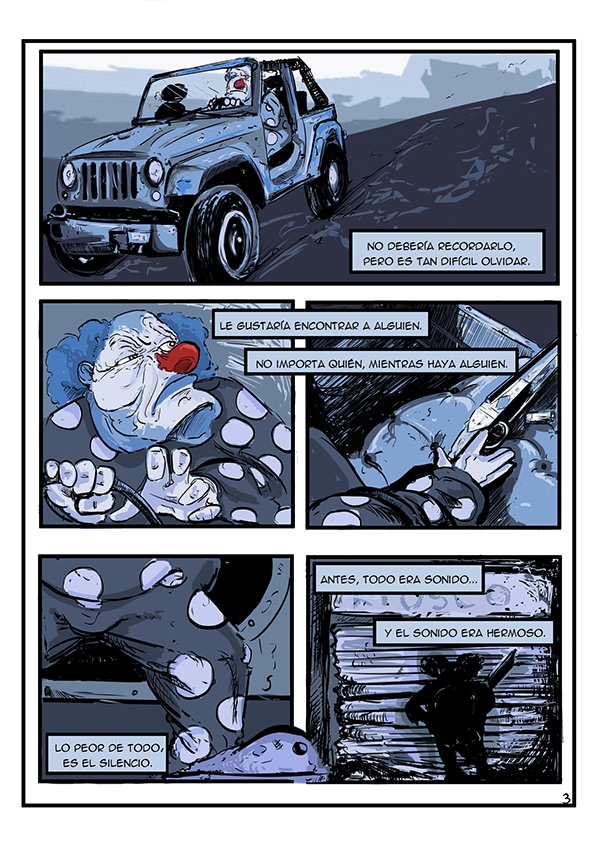 NO DEBERÍA RECORDARLO,
PERO ES TAN DIFÍCIL OLVIDAR.
LE GUSTARÍA ENCONTRAR A ALGUIEN.
NO IMPORTA QUIÉN, MIENTRAS HAYA ALGUIEN.
LO PEOR DE TODO,
ES EL SILENCIO.
ANTES, TODO ERA SONIDO...
Y EL SONIDO ERA HERMOSO.
3